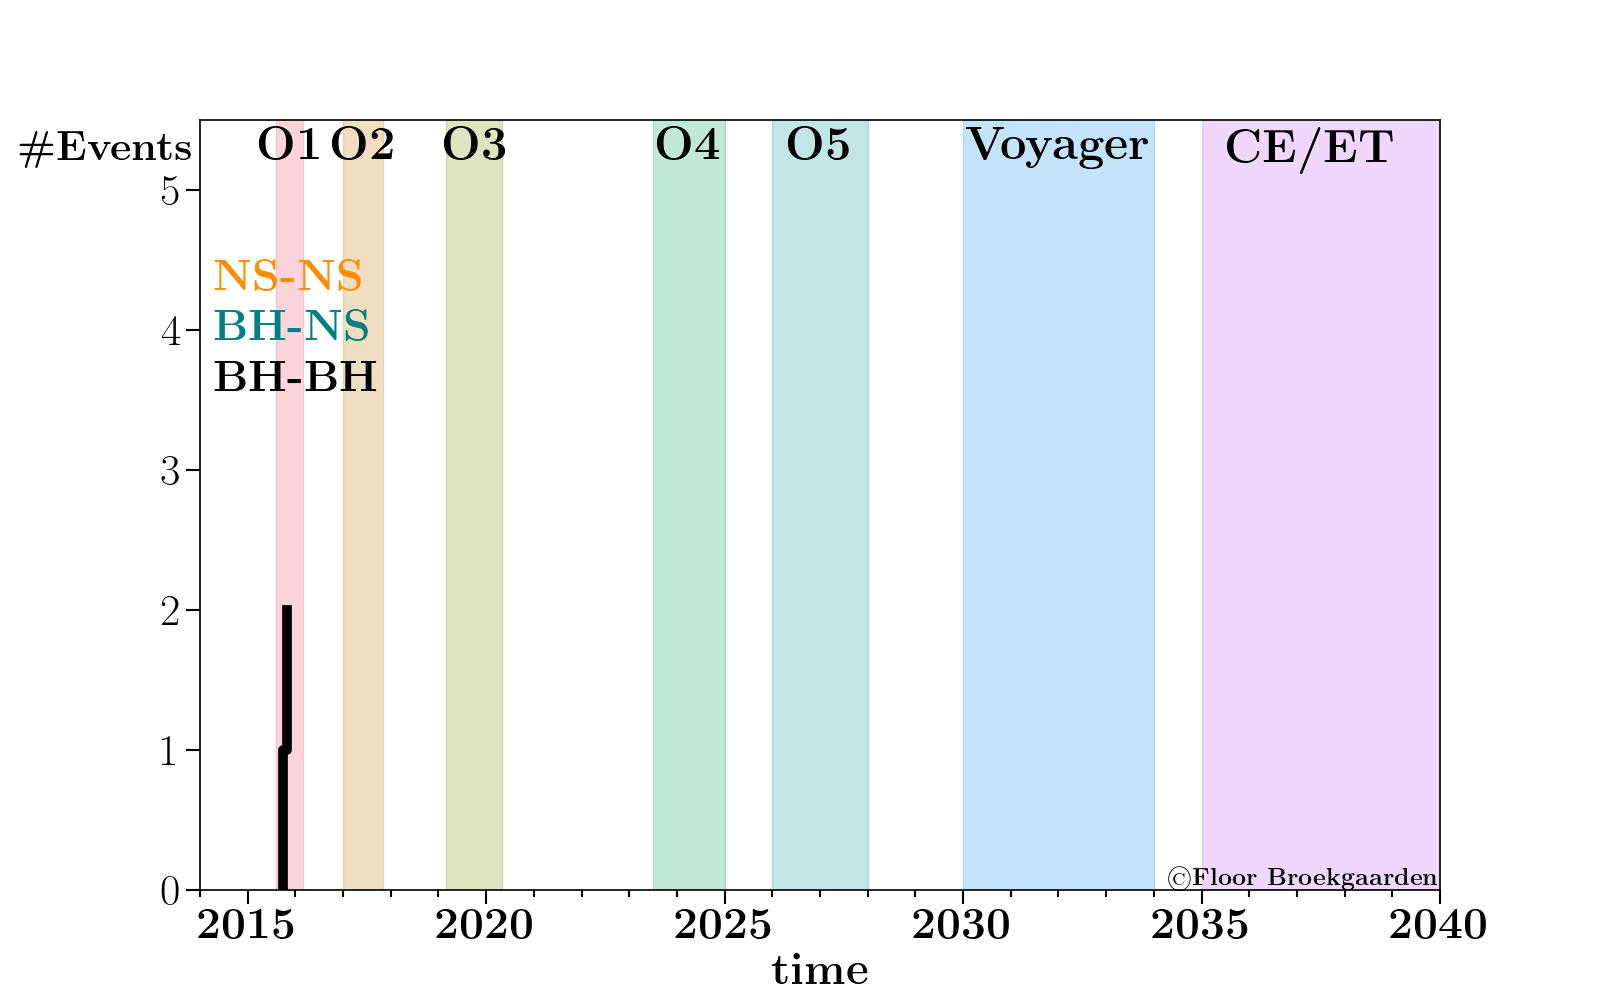 #Events O1 O2 O3 O4 O5 Voyager CE/ET
5
NS-NS
4
BH-NS
BH-BH
3
2
1
0
©Floor Broekgaarden
2015 2020 2025 2030 2035 2040
time